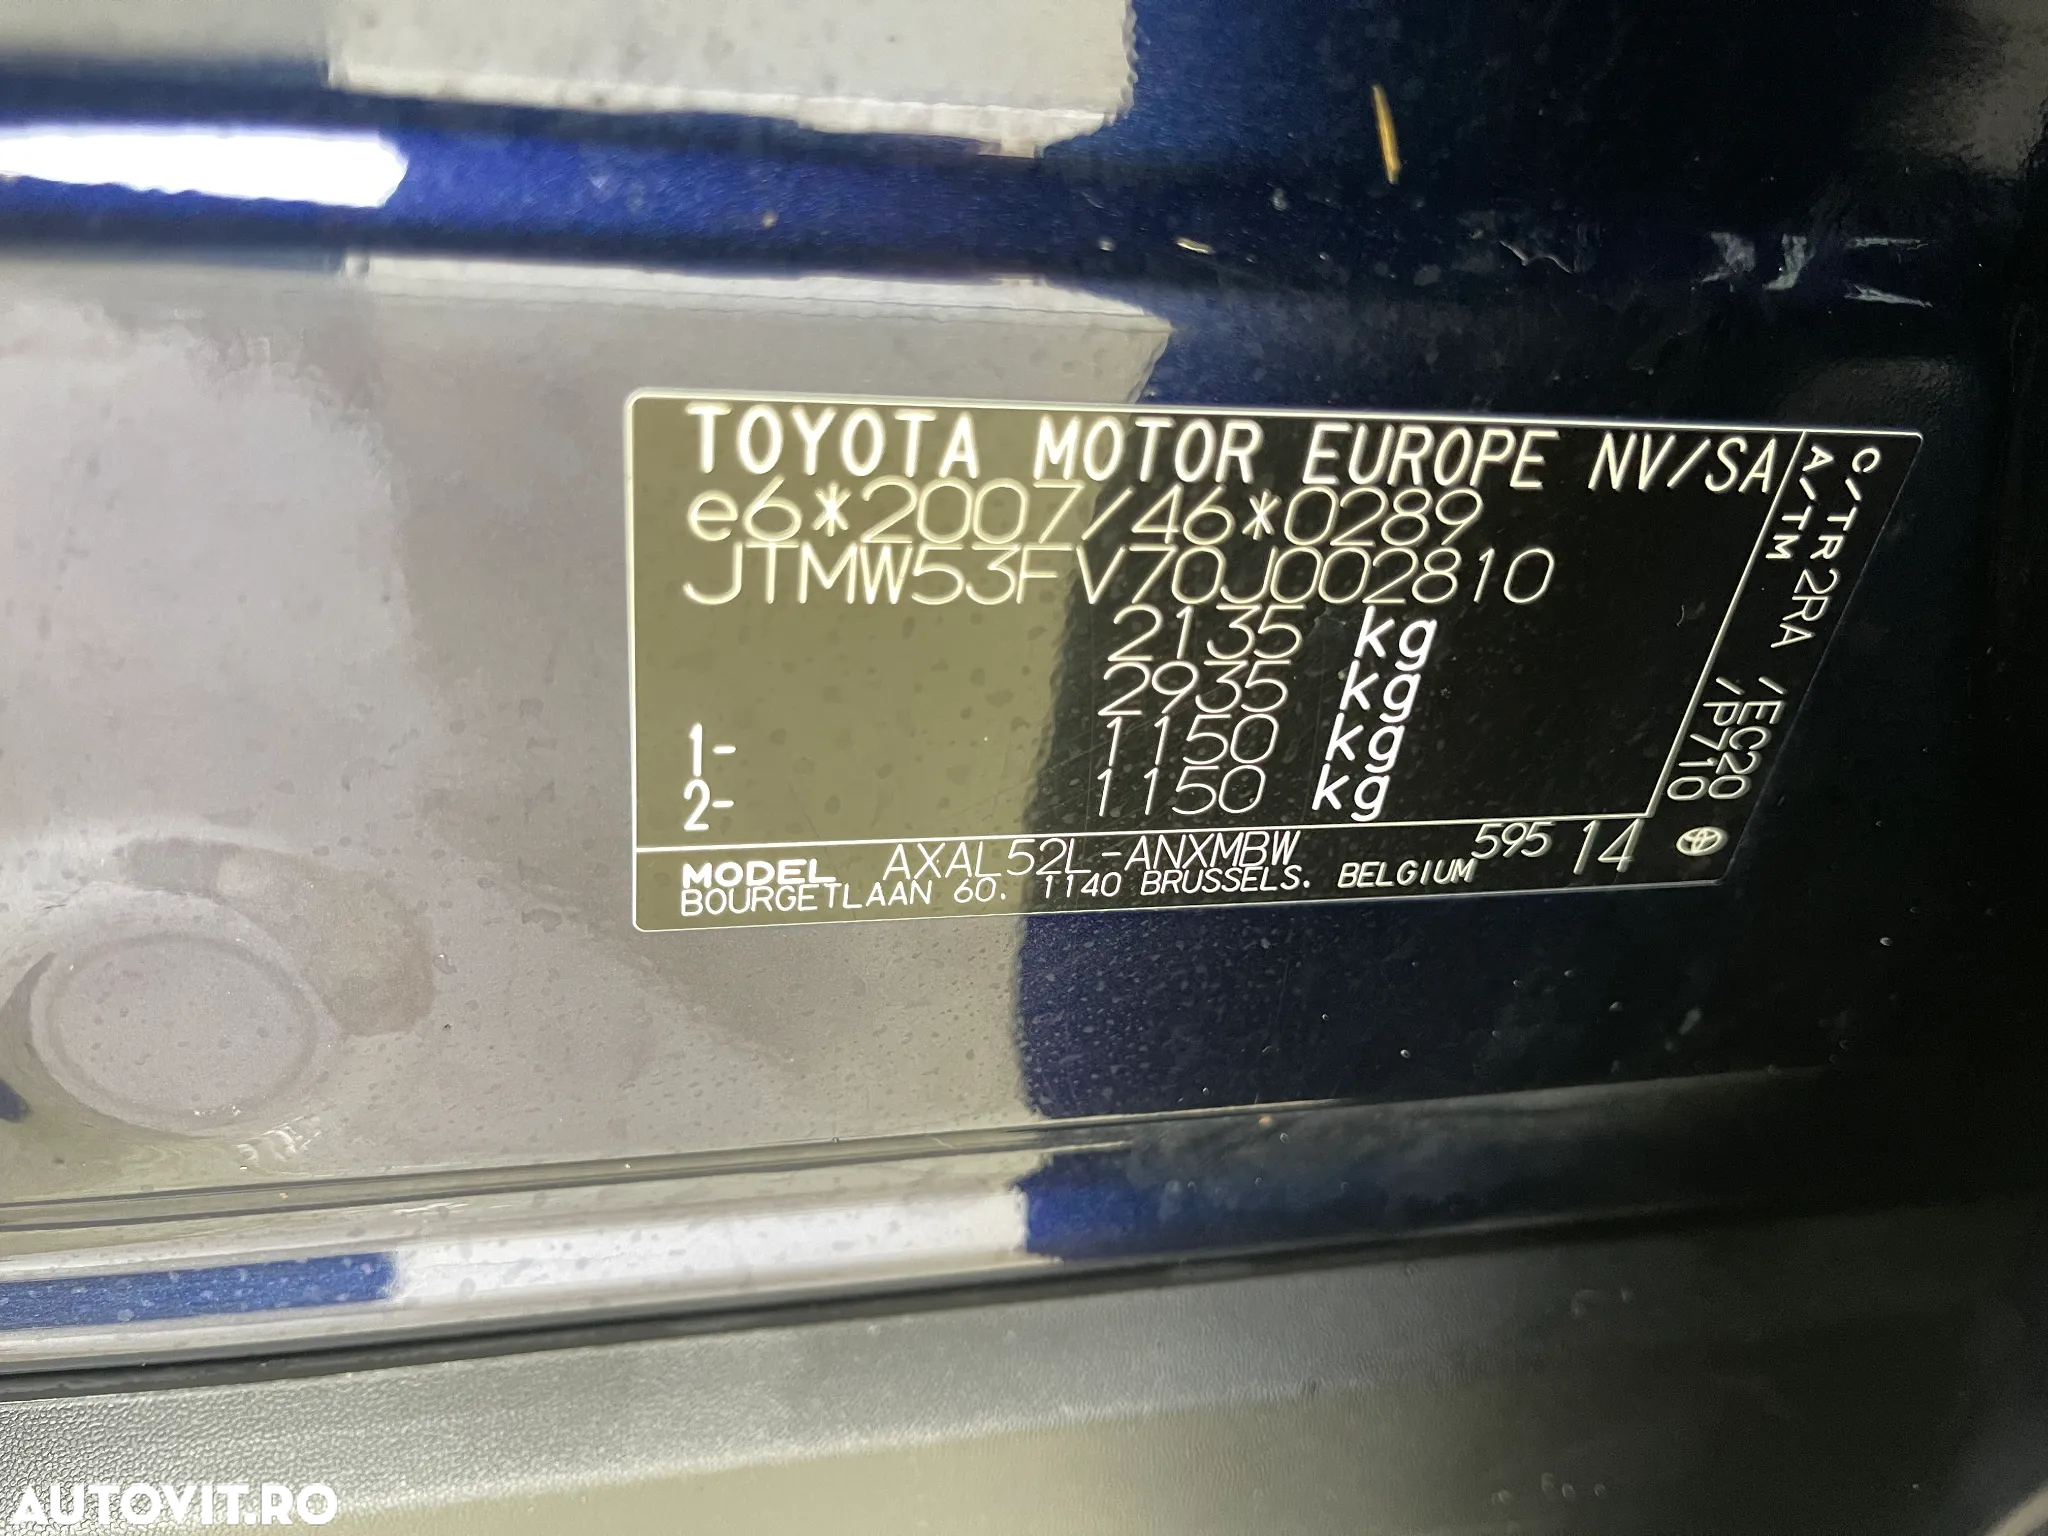 TOYOTA MOTOR EUROPE NV/SA
e6*2007/46*0289
JTMW53FV70J002810
2135 kg
2935 kg
1- 1150 kg
2- 1150 kg
MODEL AXAL52L-ANXMBW 595 14
BOURGETLAAN 60. 1140 BRUSSELS. BELGIUM
C/TR 2RA /EC20
A/TM /P710
AUTOVIT.RO